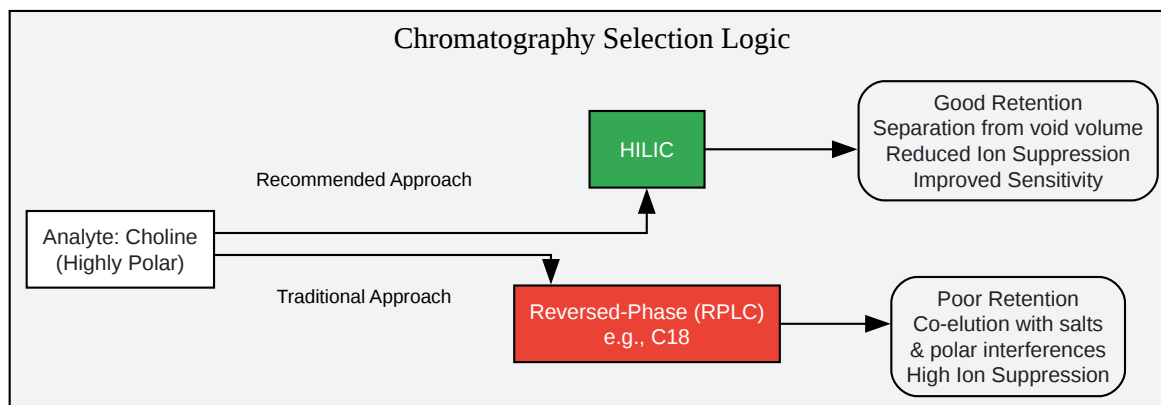 Chromatography Selection Logic
Good Retention
Separation from void volume
Reduced Ion Suppression
Improved Sensitivity
HILIC
Recommended Approach
Analyte: Choline
(Highly Polar)
Traditional Approach
Reversed-Phase (RPLC)
e.g., C18
Poor Retention
Co-elution with salts
& polar interferences
High Ion Suppression